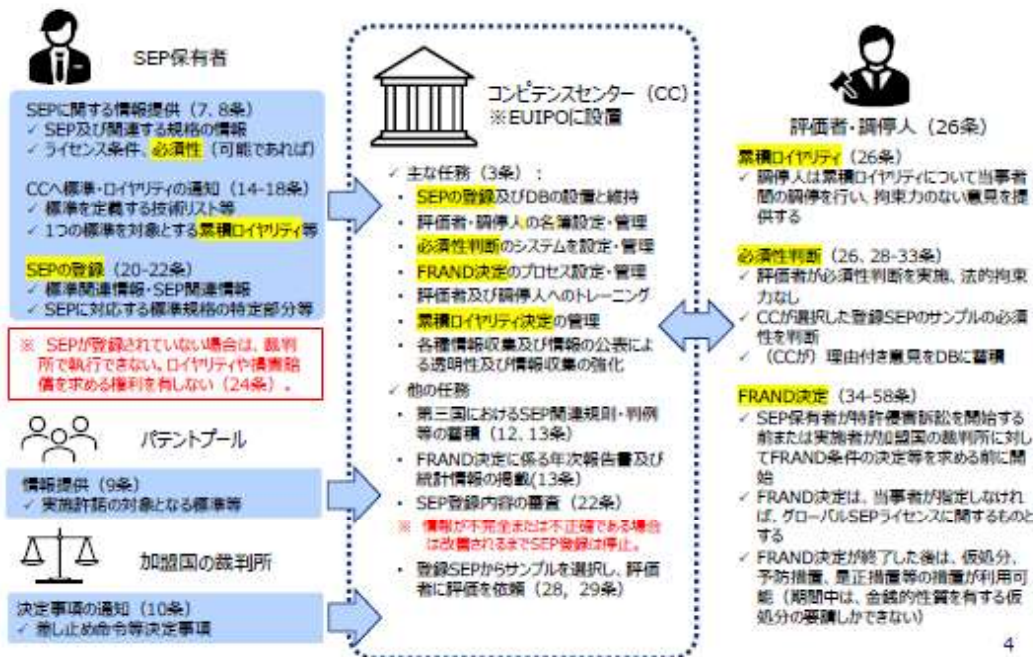 SEP保有者
SEPに関する情報提供（7、8条）
✓ SEP及び関連する規格の情報
✓ ライセンス条件、必須性（可能であれば）
CCへ標準・ロイヤリティの通知（14-18条）
✓ 標準を定義する技術リスト等
✓ 1つの標準を対象とする累積ロイヤリティ等
SEPの登録（20-22条）
✓ 標準関連情報・SEP関連情報
✓ SEPに対応する標準規格の特定部分等
※ SEPが登録されていない場合は、裁判
所で執行できない。ロイヤリティや損害賠
償を求める権利を有しない（24条）。
パテントプール
情報提供（9条）
✓ 実施許諾の対象となる標準等
加盟国の裁判所
決定事項の通知（10条）
✓ 差し止め命令等決定事項
コンピテンスセンター（CC）
※EUIPOに設置
✓ 主な任務（3条）：
・ SEPの登録及びDBの設置と維持
・ 評価者・調停人の名簿設定・管理
・ 必須性判断のシステムを設定・管理
・ FRAND決定のプロセス設定・管理
・ 評価者及び調停人へのトレーニング
・ 累積ロイヤリティ決定の管理
・ 各種情報収集及び情報の公表によ
る透明性及び情報収集の強化
✓ 他の任務
・ 第三国におけるSEP関連規則・判例
等の蓄積（12、13条）
・ FRAND決定に係る年次報告書及び
統計情報の掲載(13条）
・ SEP登録内容の審査（22条）
※ 情報が不完全または不正確である場合
は改善されるまでSEP登録は停止。
・ 登録SEPからサンプルを選択し、評価
者に評価を依頼（28，29条）
評価者・調停人（26条）
累積ロイヤリティ（26条）
✓ 調停人は累積ロイヤリティについて当事者
間の調停を行い、拘束力のない意見を提
供する
必須性判断（26、28-33条）
✓ 評価者が必須性判断を実施、法的拘束
力なし
✓ CCが選択した登録SEPのサンプルの必須
性を判断
✓ （CCが）理由付き意見をDBに蓄積
FRAND決定（34-58条）
✓ SEP保有者が特許侵害訴訟を開始する
前または実施者が加盟国の裁判所に対し
てFRAND条件の決定等を求める前に開
始
✓ FRAND決定は、当事者が指定しなけれ
ば、グローバルSEPライセンスに関するものと
する
✓ FRAND決定が終了した後は、仮処分、
予防措置、是正措置等の措置が利用可
能（期間中は、金銭的性質を有する仮
処分の要請しかできない）
4